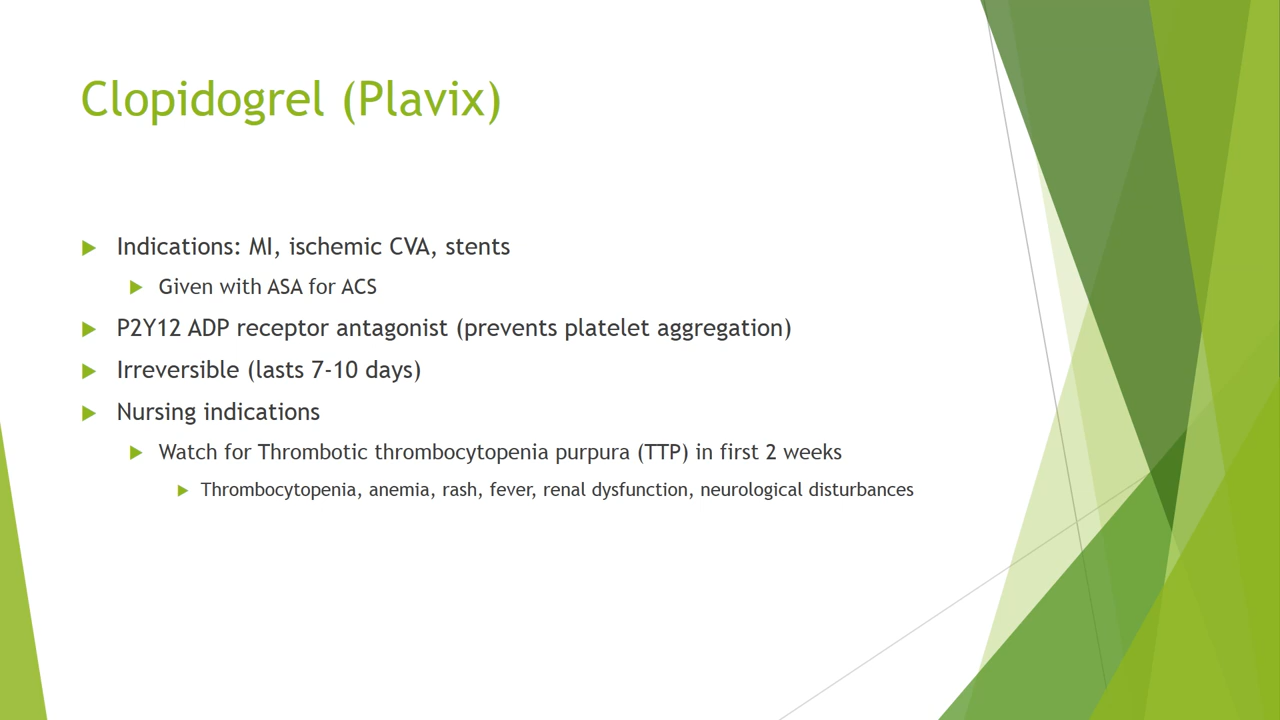 Clopidogrel (Plavix)
Indications: MI, ischemic CVA, stents
Given with ASA for ACS
P2Y12 ADP receptor antagonist (prevents platelet aggregation)
Irreversible (lasts 7-10 days)
Nursing indications
Watch for Thrombotic thrombocytopenia purpura (TTP) in first 2 weeks
Thrombocytopenia, anemia, rash, fever, renal dysfunction, neurological disturbances